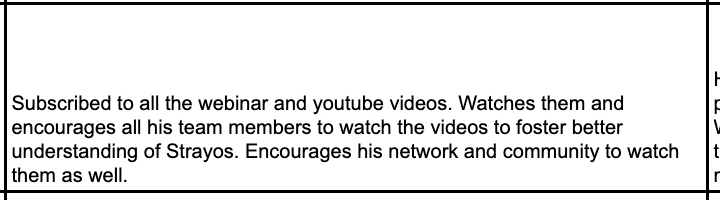 Subscribed to all the webinar and youtube videos. Watches them and
encourages all his team members to watch the videos to foster better
understanding of Strayos. Encourages his network and community to watch
them as well.